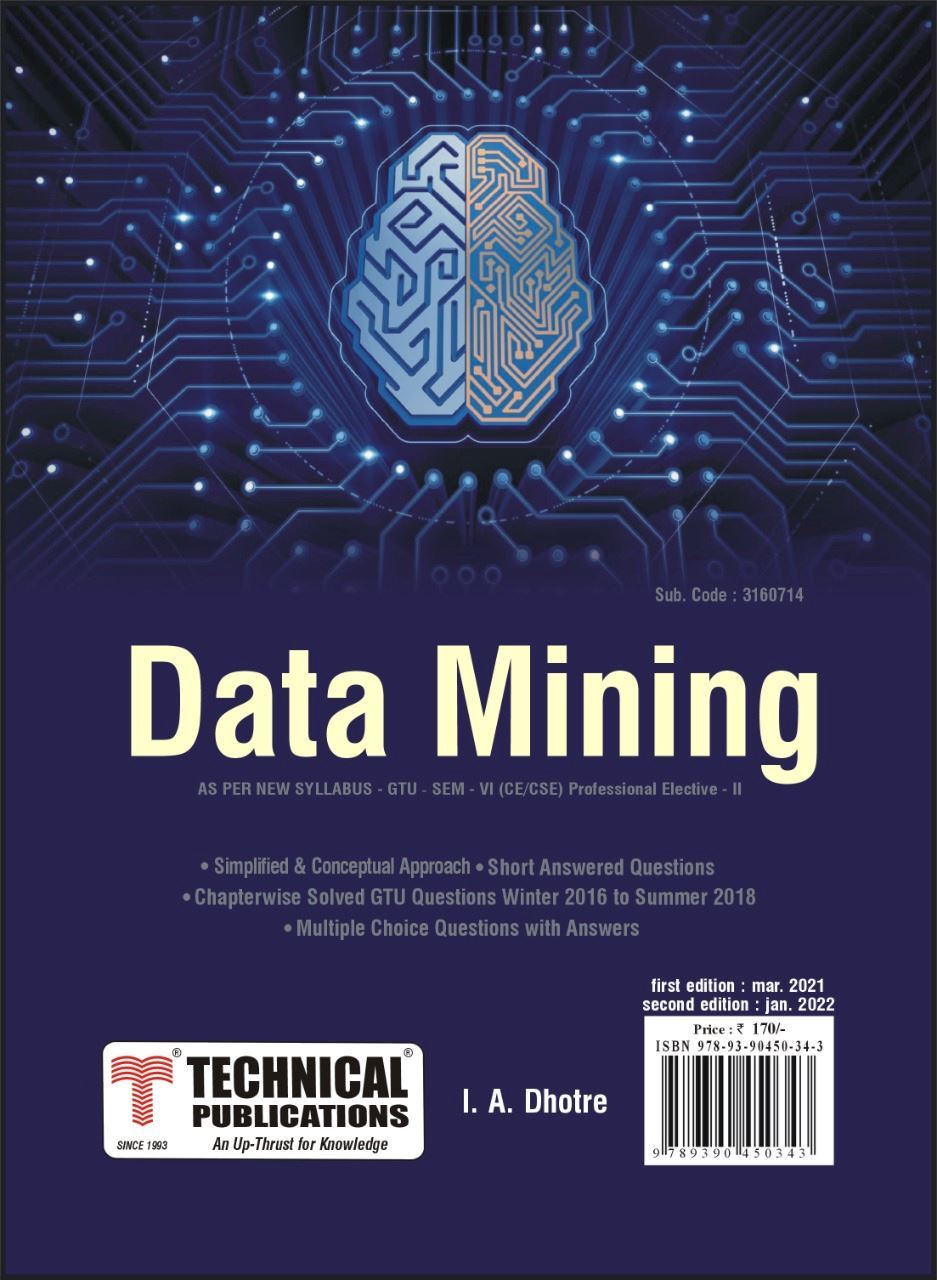 Sub. Code : 3160714
Data Mining
AS PER NEW SYLLABUS - GTU - SEM - VI (CE/CSE) Professional Elective - II
• Simplified & Conceptual Approach • Short Answered Questions
• Chapterwise Solved GTU Questions Winter 2016 to Summer 2018
• Multiple Choice Questions with Answers
first edition : mar. 2021
second edition : jan. 2022
Price : ₹ 170/-
ISBN 978-93-90450-34-3
9 789390 450343
I. A. Dhotre
T® TECHNICAL®
PUBLICATIONS
SINCE 1993 An Up-Thrust for Knowledge